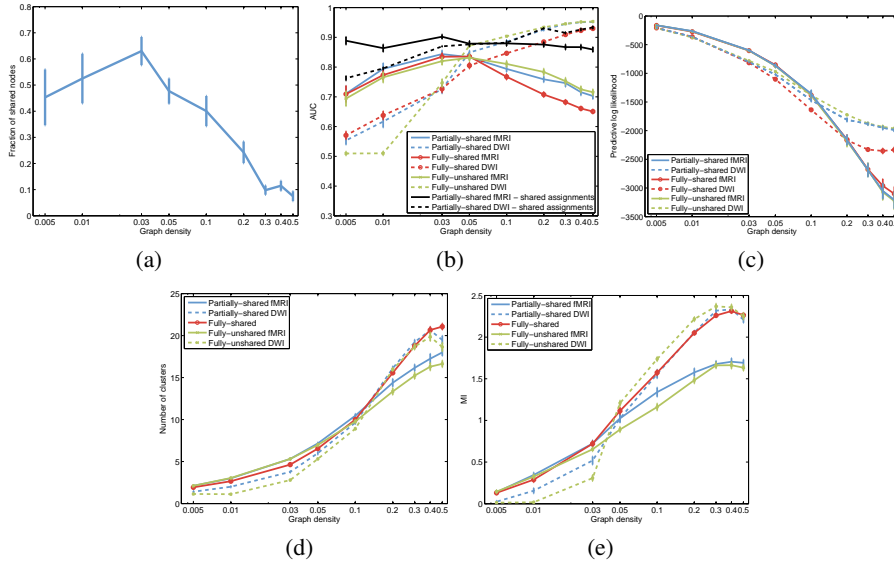 0.8
0.7
0.6
0.5
0.4
0.3
0.2
0.1
0
Fraction of shared nodes
0.005 0.01 0.03 0.05 0.1 0.2 0.3 0.4 0.5
Graph density
(a)
1
0.9
0.8
0.7
0.6
0.5
0.4
0.3
0.2
AUC
Partially−shared fMRI
Partially−shared DWI
Fully−shared fMRI
Fully−shared DWI
Fully−unshared fMRI
Fully−unshared DWI
Partially−shared fMRI − shared assignments
Partially−shared DWI − shared assignments
0.005 0.01 0.03 0.05 0.1 0.2 0.3 0.4 0.5
Graph density
(b)
0
−500
−1000
−1500
−2000
−2500
−3000
−3500
Predictive log likelihood
Partially−shared fMRI
Partially−shared DWI
Fully−shared fMRI
Fully−shared DWI
Fully−unshared fMRI
Fully−unshared DWI
0.005 0.01 0.03 0.05 0.1 0.2 0.3 0.4 0.5
Graph density
(c)
25
20
15
10
5
0
Number of clusters
Partially−shared fMRI
Partially−shared DWI
Fully−shared
Fully−unshared fMRI
Fully−unshared DWI
0.005 0.01 0.03 0.05 0.1 0.2 0.3 0.4 0.5
Graph density
(d)
2.5
2
1.5
1
0.5
0
MI
Partially−shared fMRI
Partially−shared DWI
Fully−shared
Fully−unshared fMRI
Fully−unshared DWI
0.005 0.01 0.03 0.05 0.1 0.2 0.3 0.4 0.5
Graph density
(e)